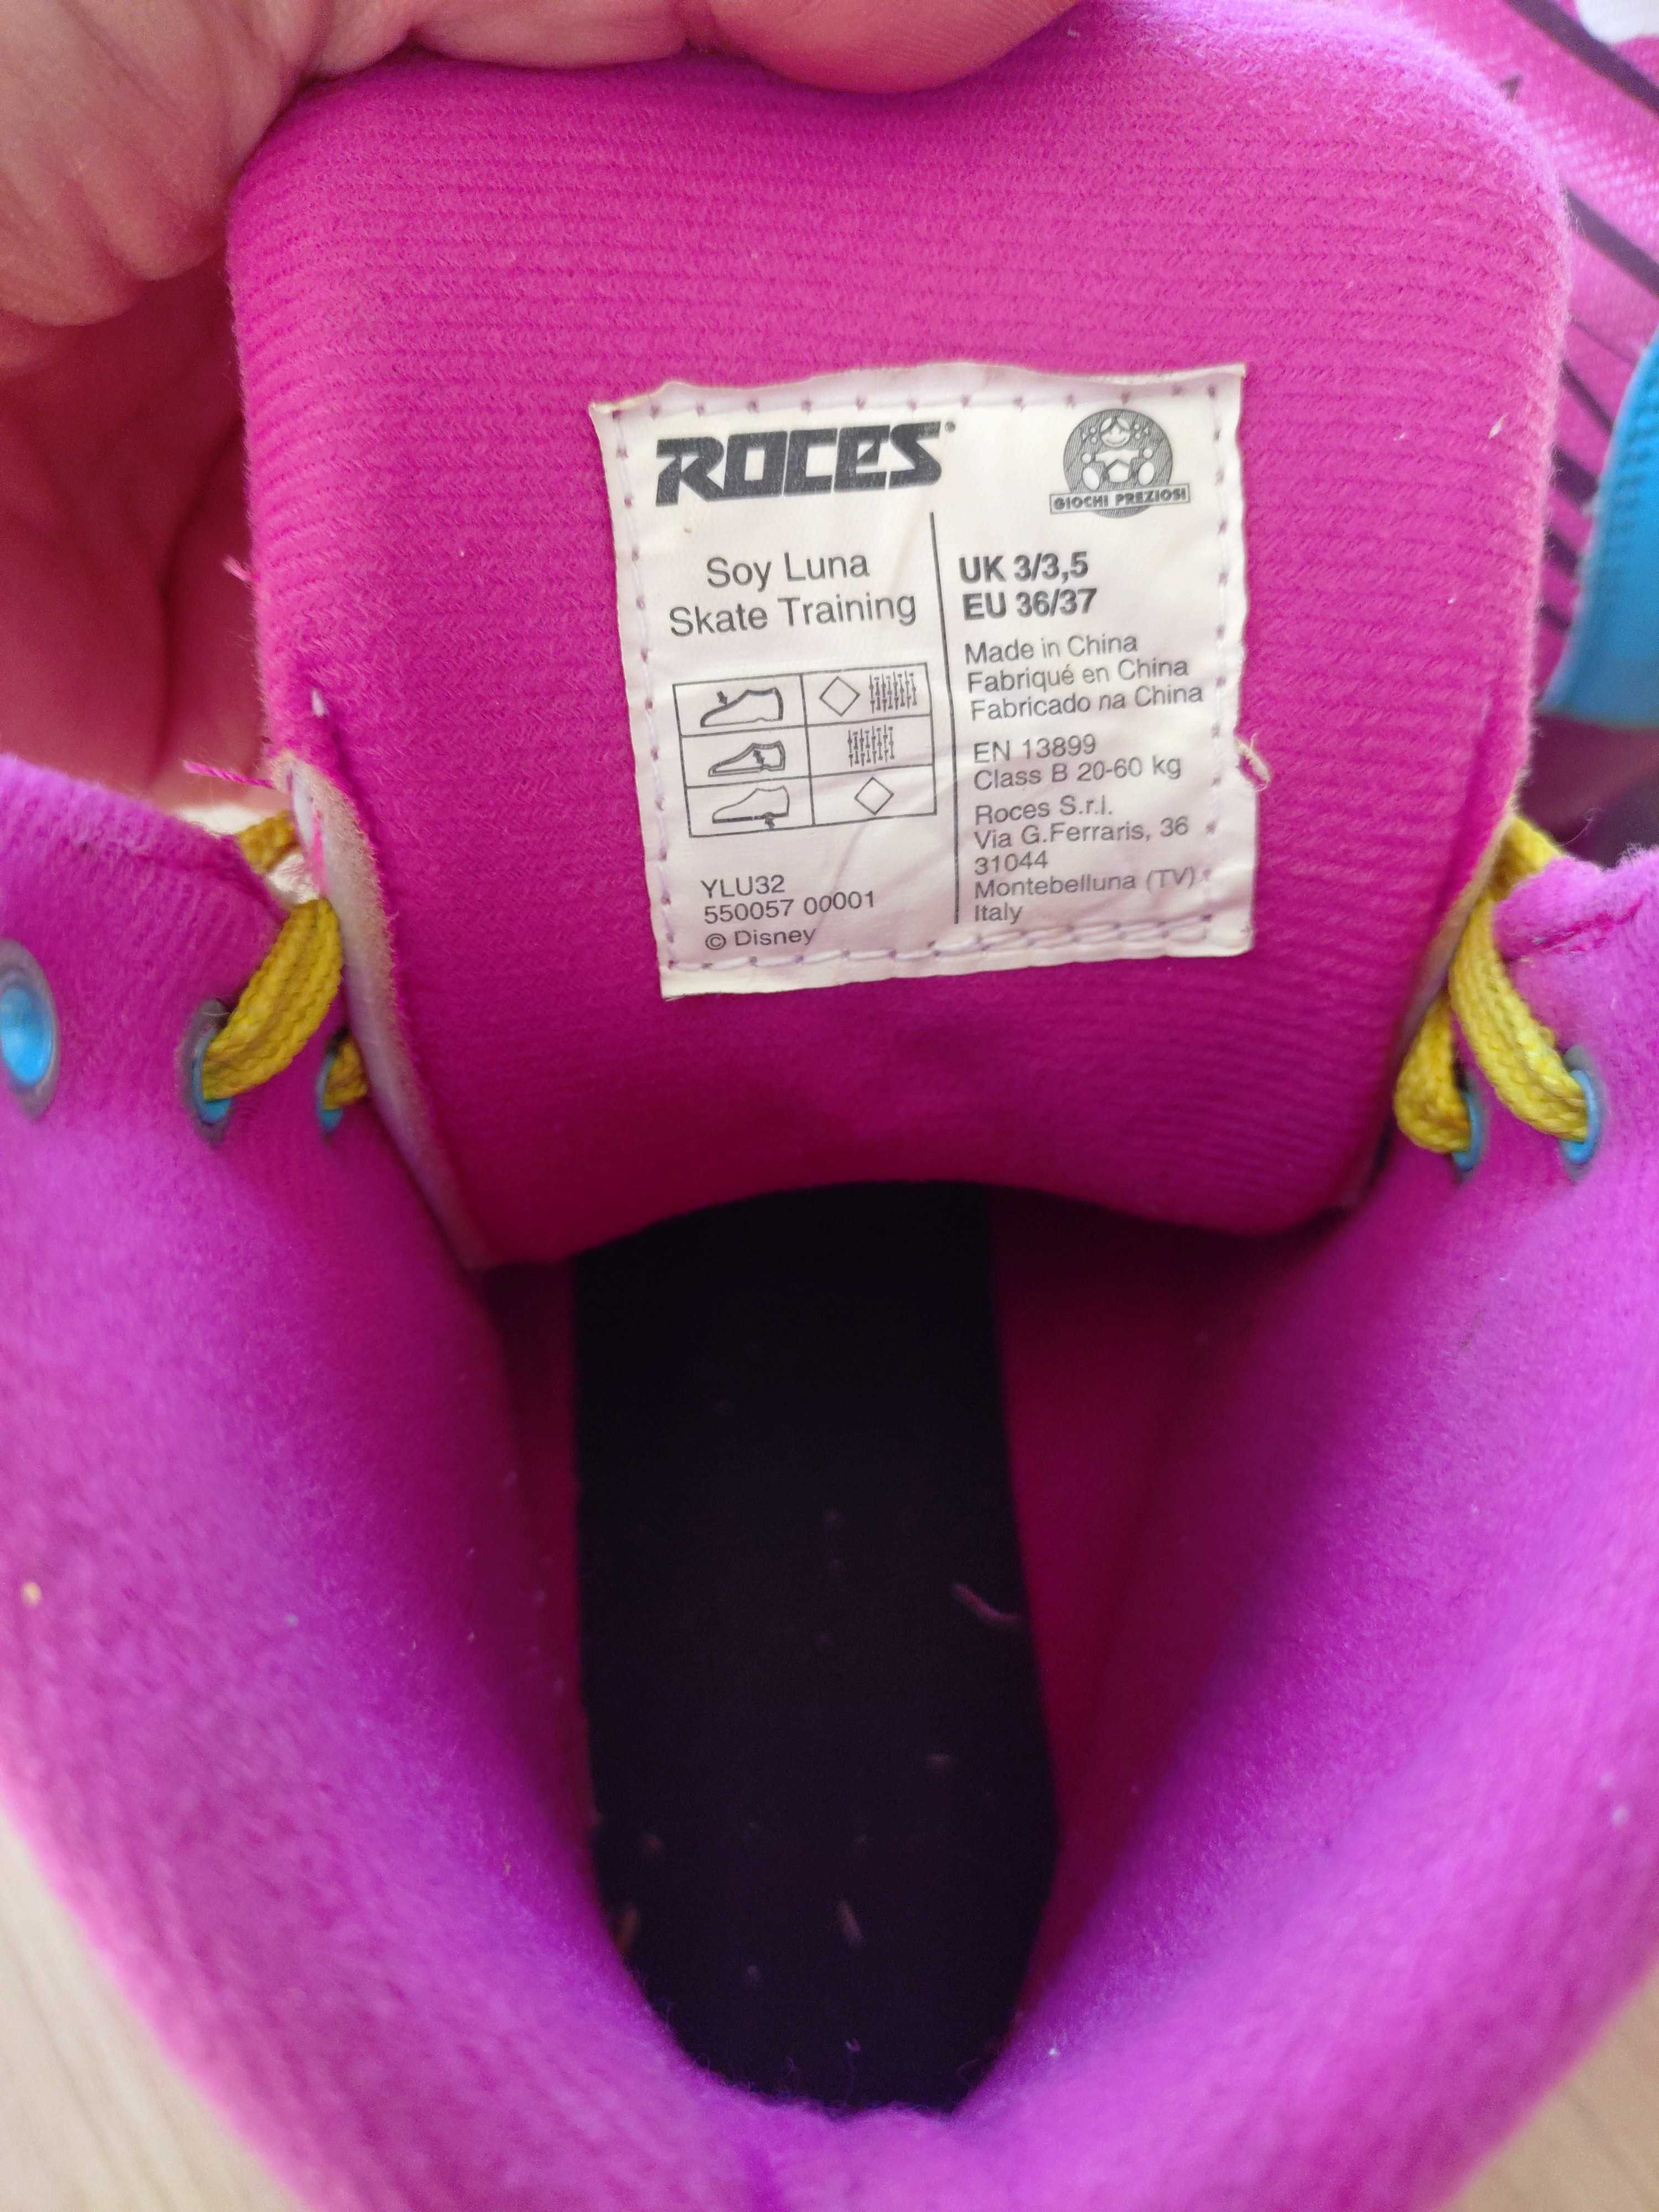 ROCES
GIOCHI PREZIOSI
Soy Luna
Skate Training
YLU32
550057 00001
© Disney
UK 3/3,5
EU 36/37
Made in China
Fabriqué en China
Fabricado na China
EN 13899
Class B 20-60 kg
Roces S.r.l.
Via G.Ferraris, 36
31044
Montebelluna (TV)
Italy